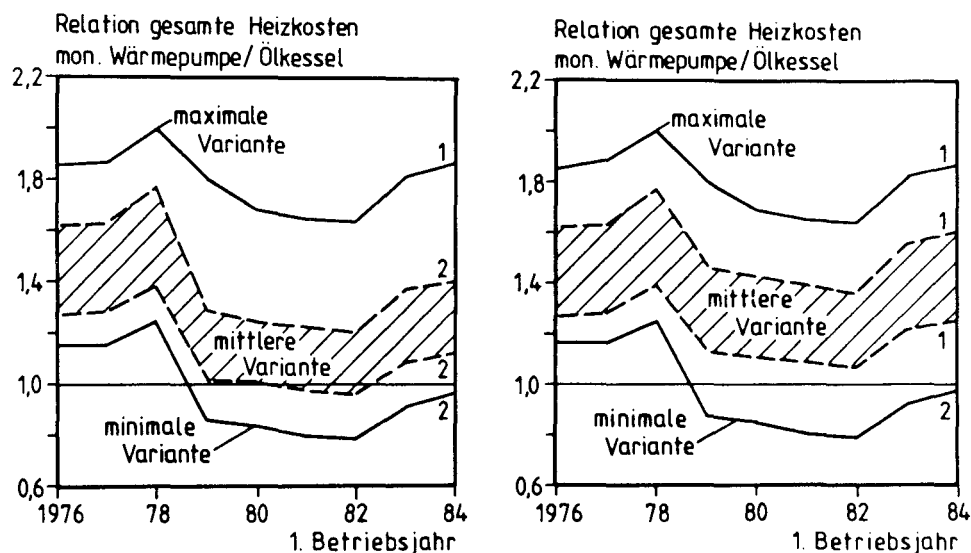 Relation gesamte Heizkosten
mon. Wärmepumpe/Ölkessel
2,2
1,8
1,4
1,0
0,6
maximale
Variante
mittlere
Variante
minimale
Variante
1
2
2
2
1976 78 80 82 84
1. Betriebsjahr
Relation gesamte Heizkosten
mon. Wärmepumpe/Ölkessel
2,2
1,8
1,4
1,0
0,6
maximale
Variante
mittlere
Variante
minimale
Variante
1
1
1
2
1976 78 80 82 84
1. Betriebsjahr